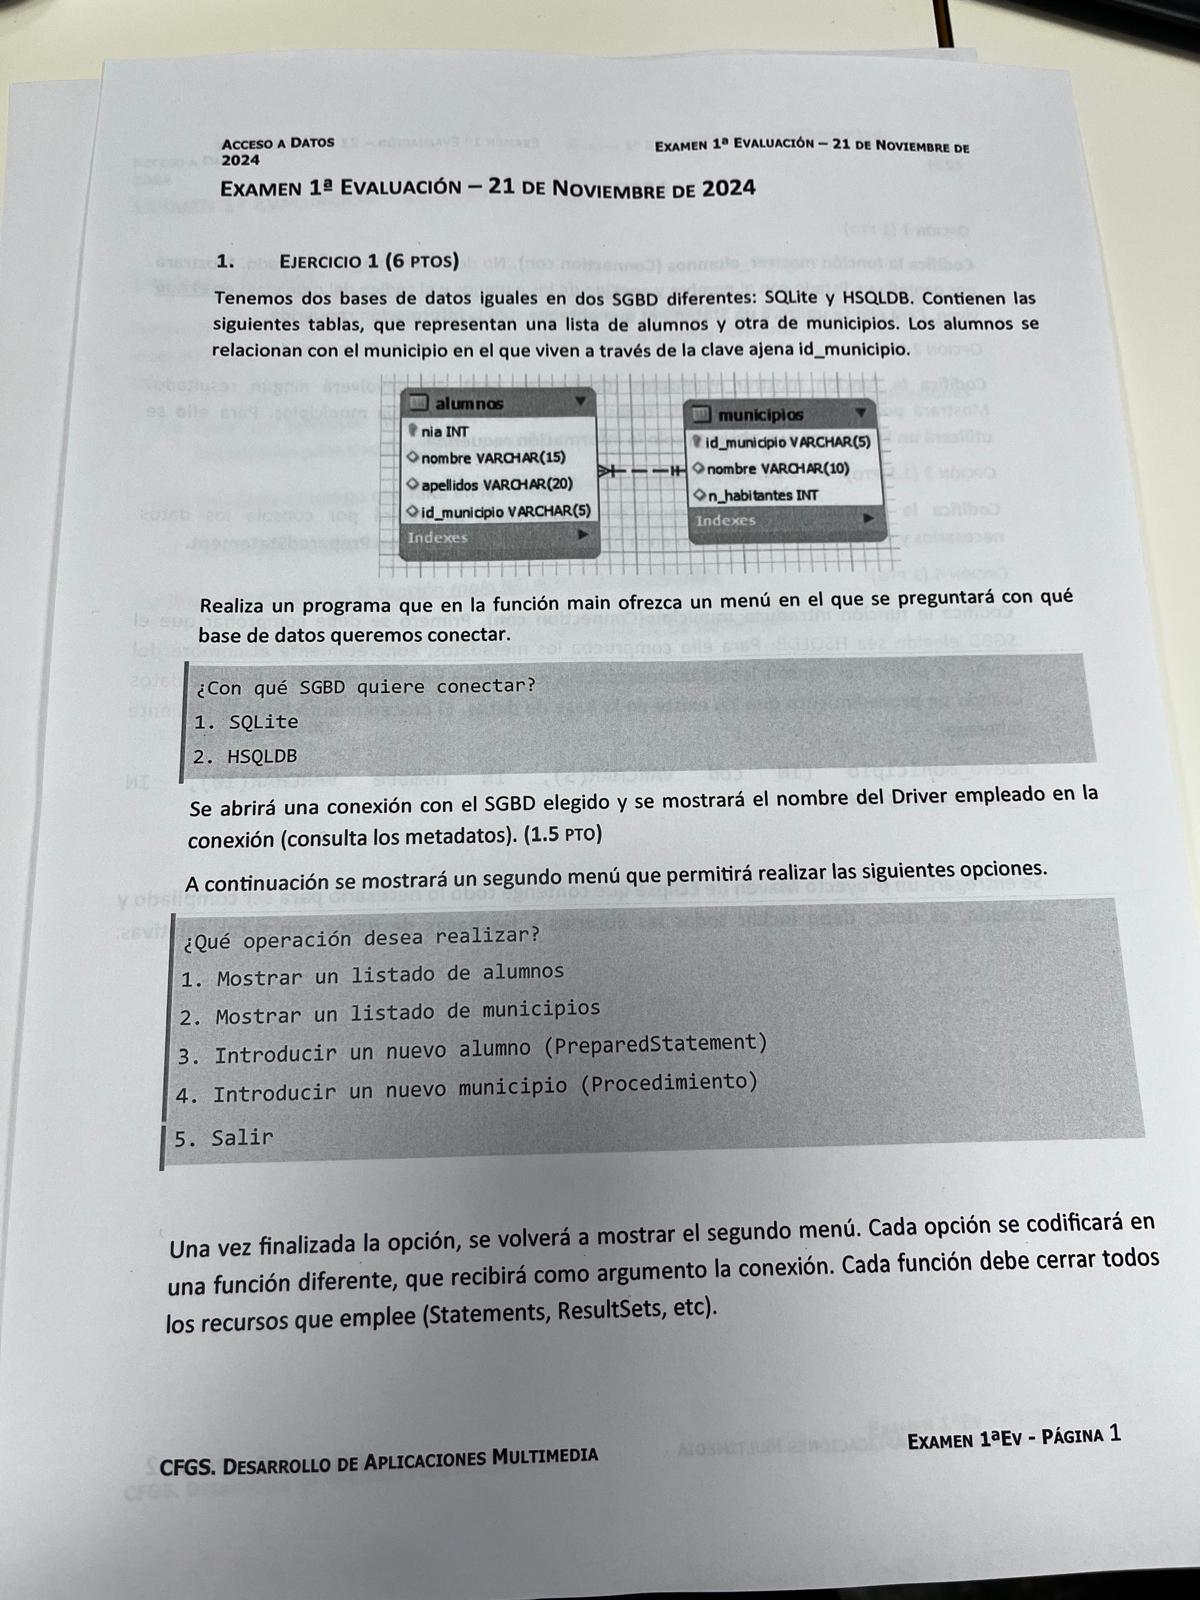 ACCESO A DATOS EXAMEN 1ª EVALUACIÓN – 21 DE NOVIEMBRE DE
2024
EXAMEN 1ª EVALUACIÓN – 21 DE NOVIEMBRE DE 2024
1. EJERCICIO 1 (6 PTOS)
Tenemos dos bases de datos iguales en dos SGBD diferentes: SQLite y HSQLDB. Contienen las
siguientes tablas, que representan una lista de alumnos y otra de municipios. Los alumnos se
relacionan con el municipio en el que viven a través de la clave ajena id_municipio.
alumnos
nia INT
nombre VARCHAR(15)
apellidos VARCHAR(20)
id_municipio VARCHAR(5)
Indexes
municipios
id_municipio VARCHAR(5)
nombre VARCHAR(10)
n_habitantes INT
Indexes
Realiza un programa que en la función main ofrezca un menú en el que se preguntará con qué
base de datos queremos conectar.
¿Con qué SGBD quiere conectar?
1. SQLite
2. HSQLDB
Se abrirá una conexión con el SGBD elegido y se mostrará el nombre del Driver empleado en la
conexión (consulta los metadatos). (1.5 PTO)
A continuación se mostrará un segundo menú que permitirá realizar las siguientes opciones.
¿Qué operación desea realizar?
1. Mostrar un listado de alumnos
2. Mostrar un listado de municipios
3. Introducir un nuevo alumno (PreparedStatement)
4. Introducir un nuevo municipio (Procedimiento)
5. Salir
Una vez finalizada la opción, se volverá a mostrar el segundo menú. Cada opción se codificará en
una función diferente, que recibirá como argumento la conexión. Cada función debe cerrar todos
los recursos que emplee (Statements, ResultSets, etc).
CFGS. DESARROLLO DE APLICACIONES MULTIMEDIA EXAMEN 1ªEV - PÁGINA 1